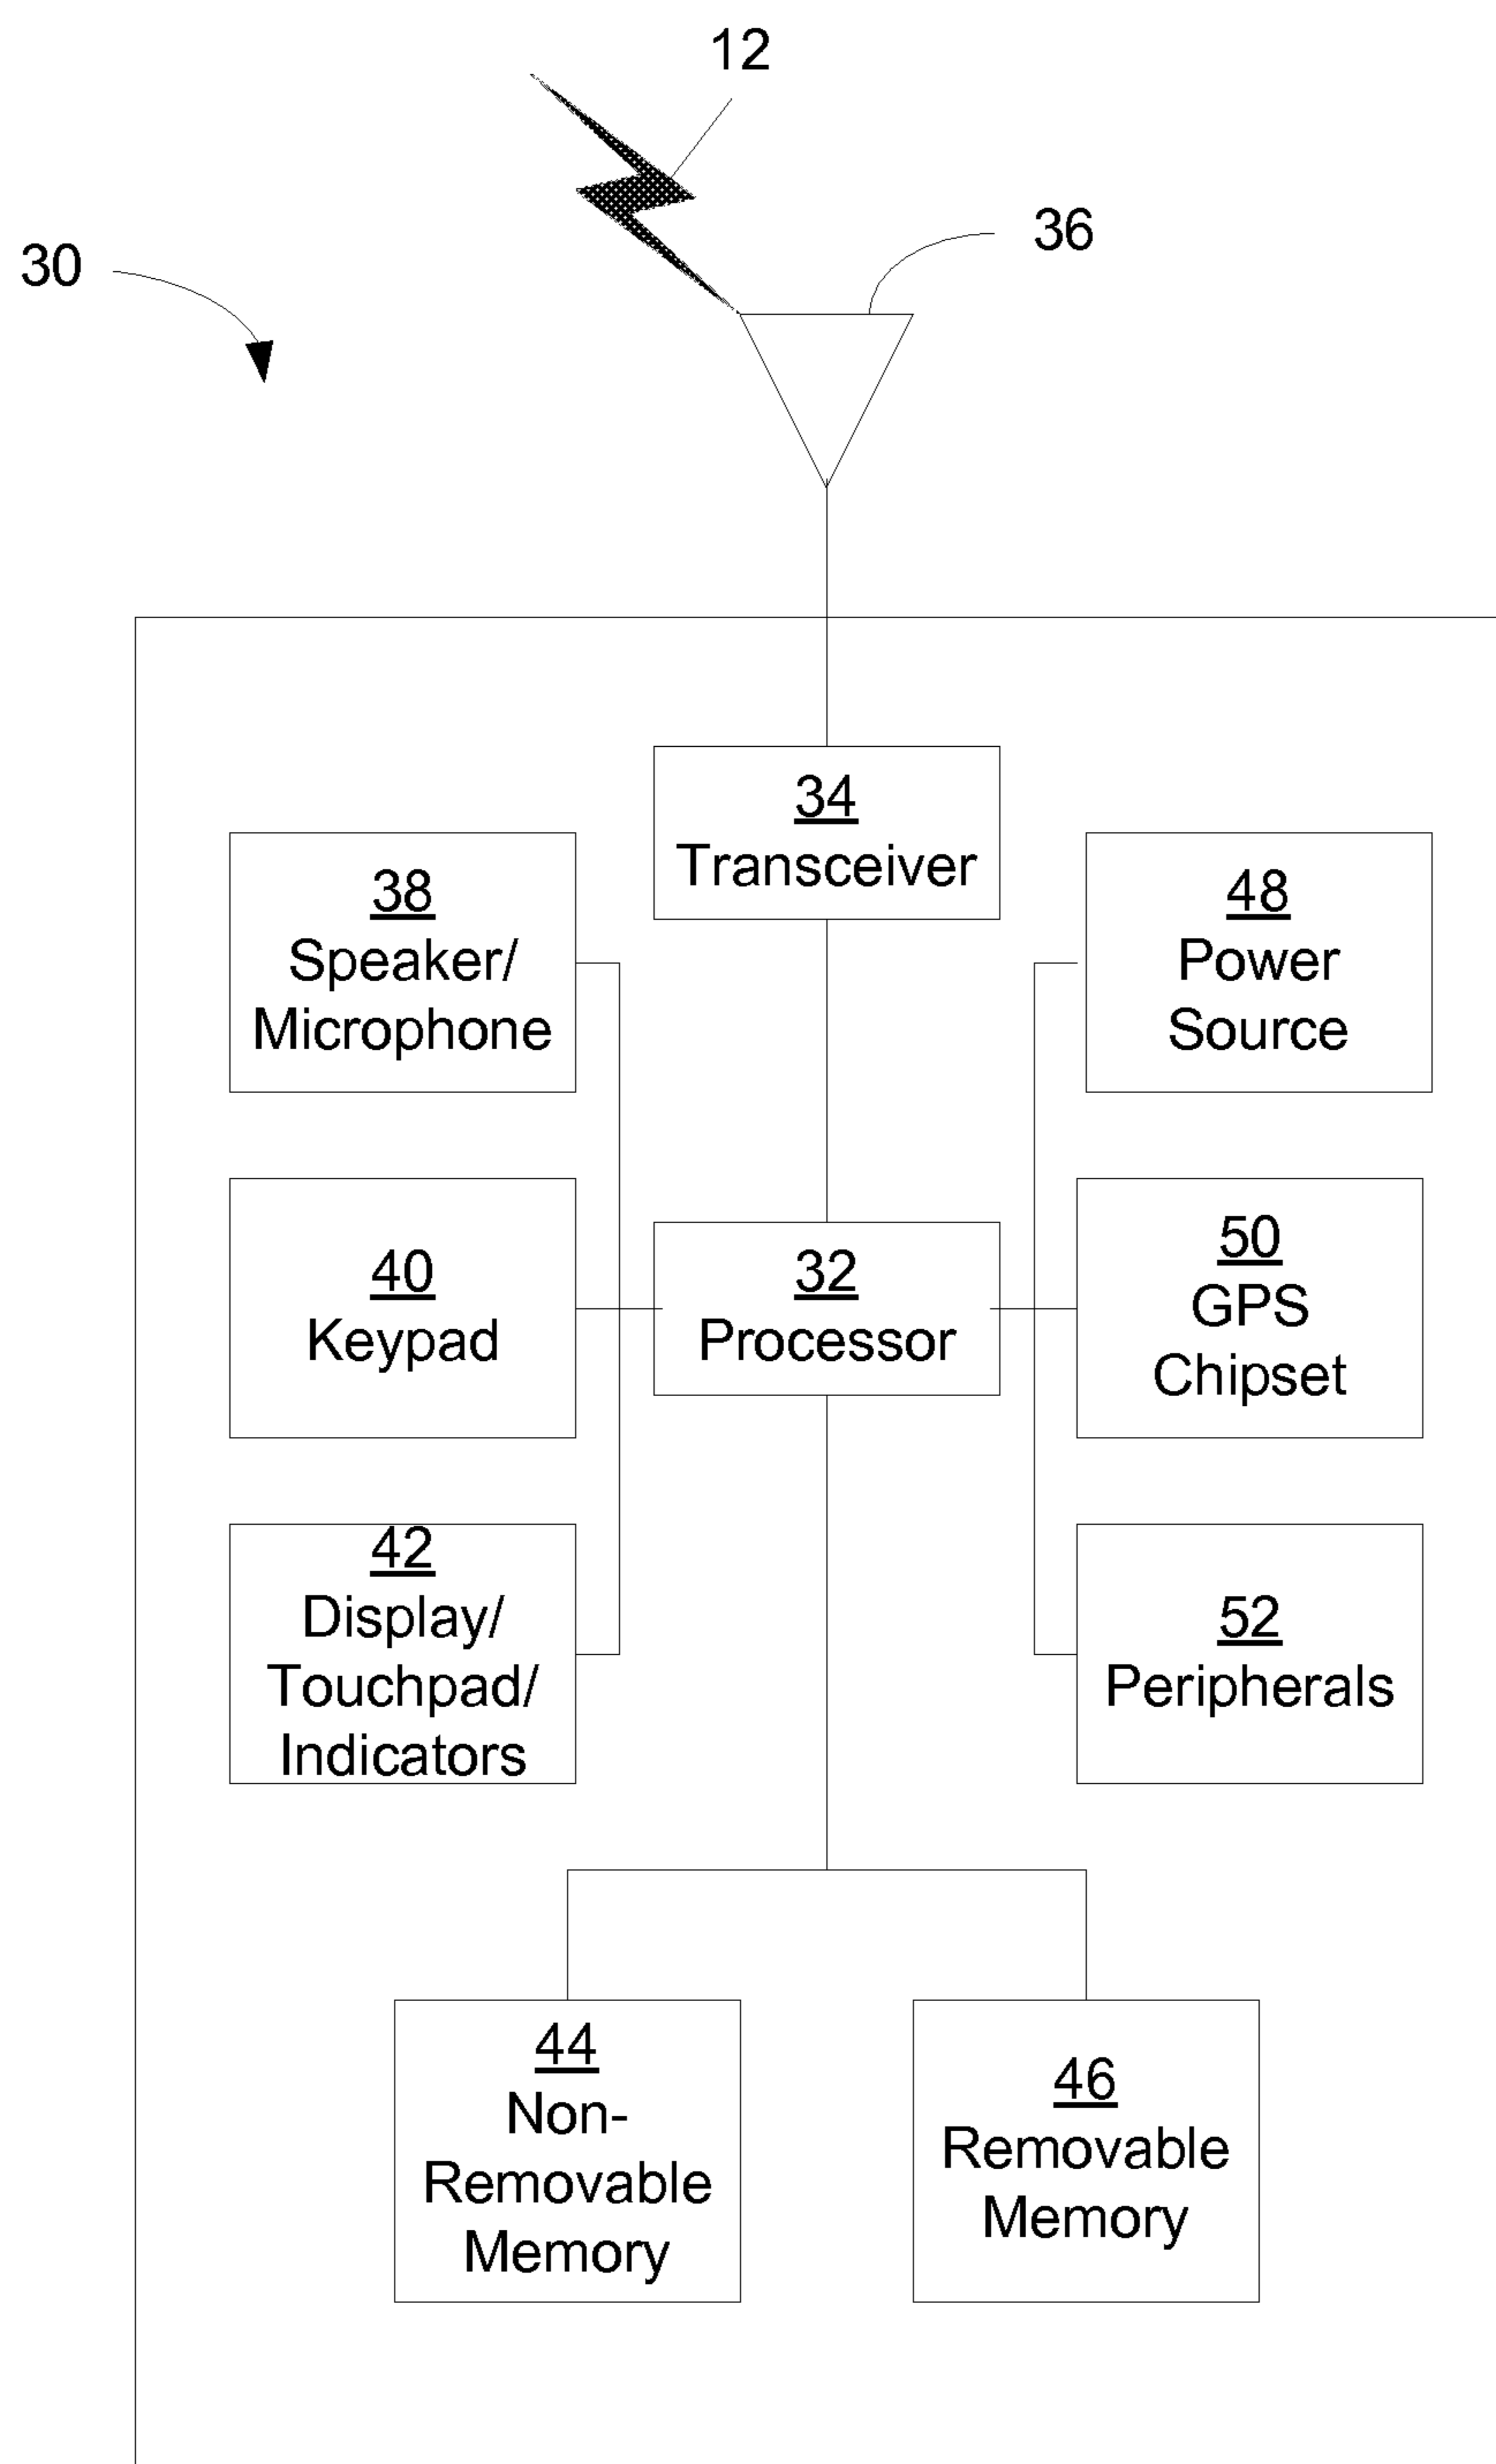 12
36
30
34
Transceiver
38
Speaker/
Microphone
48
Power
Source
40
Keypad
32
Processor
50
GPS
Chipset
42
Display/
Touchpad/
Indicators
52
Peripherals
44
Non-
Removable
Memory
46
Removable
Memory